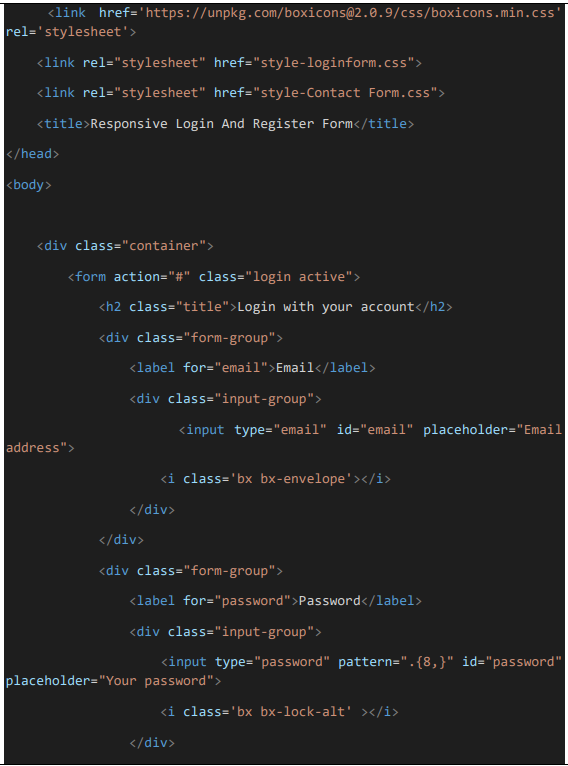 <link href='https://unpkg.com/boxicons@2.0.9/css/boxicons.min.css'
rel='stylesheet'>
<link rel="stylesheet" href="style-loginform.css">
<link rel="stylesheet" href="style-Contact Form.css">
<title>Responsive Login And Register Form</title>
</head>
<body>
<div class="container">
<form action="#" class="login active">
<h2 class="title">Login with your account</h2>
<div class="form-group">
<label for="email">Email</label>
<div class="input-group">
<input type="email" id="email" placeholder="Email
address">
<i class='bx bx-envelope'></i>
</div>
</div>
<div class="form-group">
<label for="password">Password</label>
<div class="input-group">
<input type="password" pattern=".{8,}" id="password"
placeholder="Your password">
<i class='bx bx-lock-alt' ></i>
</div>